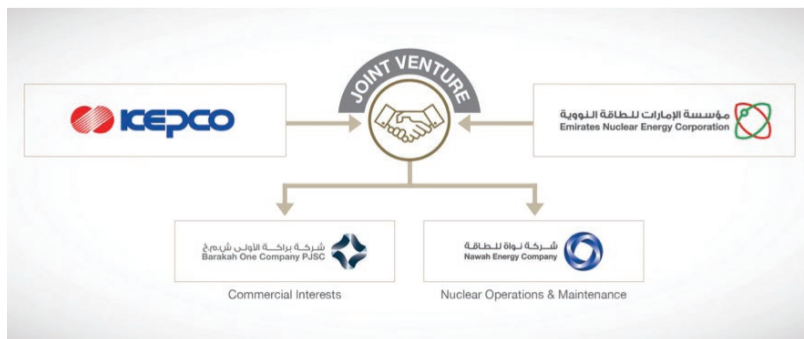 JOINT VENTURE
KEPCO
مؤسسة الإمارات للطاقة النووية
Emirates Nuclear Energy Corporation
شركة براكة الأولى ش.م.خ
Barakah One Company PJSC
شركة نواة للطاقة
Nawah Energy Company
Commercial Interests
Nuclear Operations & Maintenance